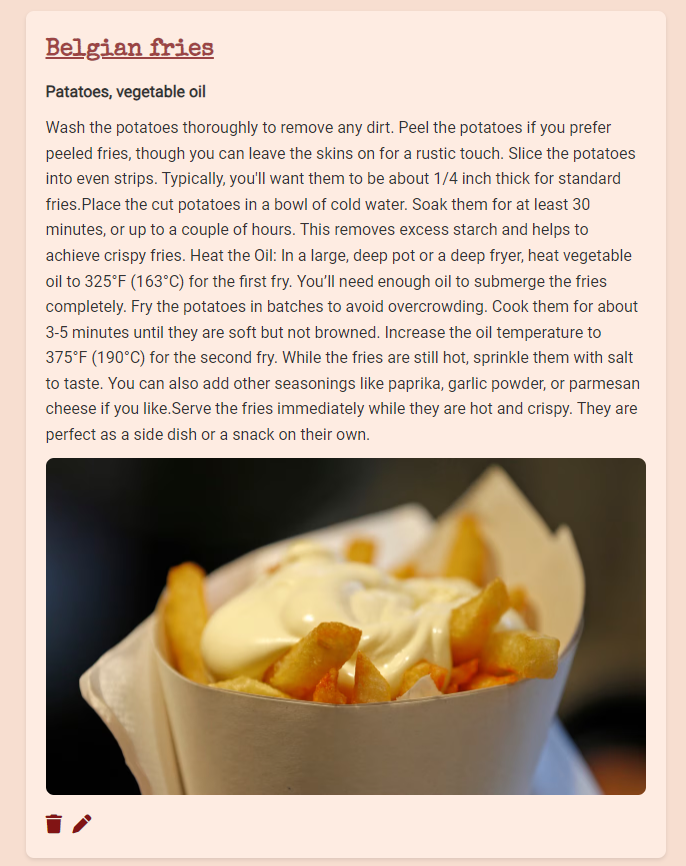 Belgian fries
Patatoes, vegetable oil
Wash the potatoes thoroughly to remove any dirt. Peel the potatoes if you prefer
peeled fries, though you can leave the skins on for a rustic touch. Slice the potatoes
into even strips. Typically, you'll want them to be about 1/4 inch thick for standard
fries.Place the cut potatoes in a bowl of cold water. Soak them for at least 30
minutes, or up to a couple of hours. This removes excess starch and helps to
achieve crispy fries. Heat the Oil: In a large, deep pot or a deep fryer, heat vegetable
oil to 325°F (163°C) for the first fry. You’ll need enough oil to submerge the fries
completely. Fry the potatoes in batches to avoid overcrowding. Cook them for about
3-5 minutes until they are soft but not browned. Increase the oil temperature to
375°F (190°C) for the second fry. While the fries are still hot, sprinkle them with salt
to taste. You can also add other seasonings like paprika, garlic powder, or parmesan
cheese if you like.Serve the fries immediately while they are hot and crispy. They are
perfect as a side dish or a snack on their own.